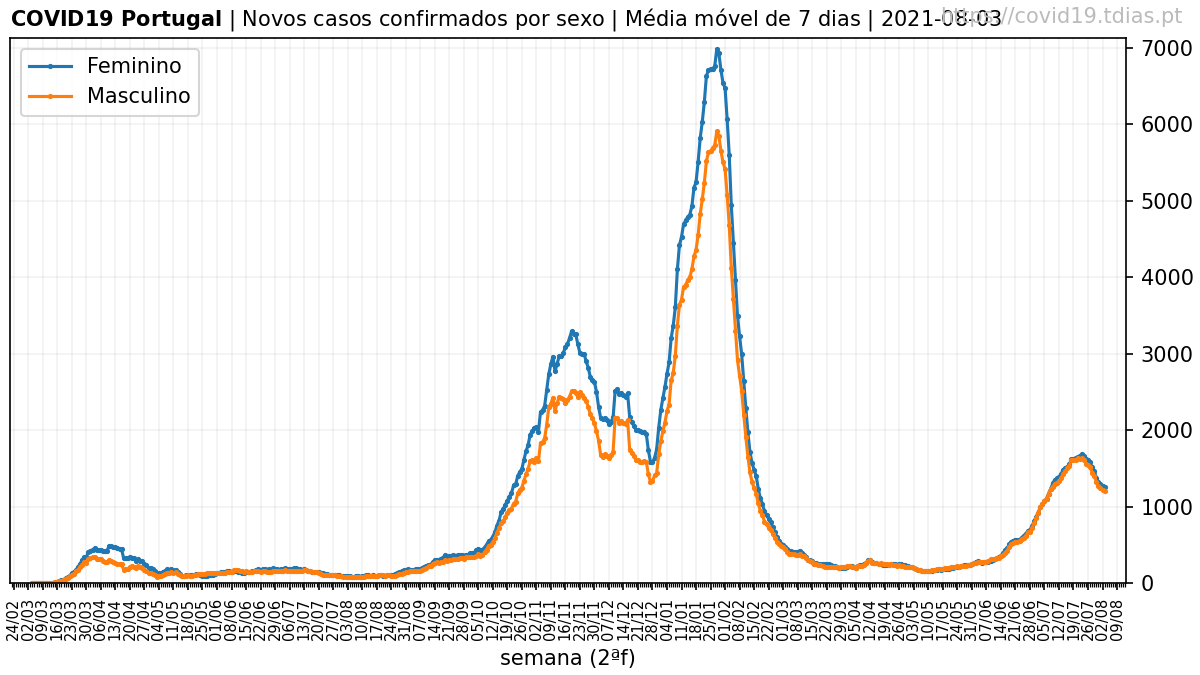 COVID19 Portugal | Novos casos confirmados por sexo | Média móvel de 7 dias | 2021-08-03
https://covid19.tdias.pt
Feminino
Masculino
7000
6000
5000
4000
3000
2000
1000
0
24/02 02/03 09/03 16/03 23/03 30/03 06/04 13/04 20/04 27/04 04/05 11/05 18/05 25/05 01/06 08/06 15/06 22/06 29/06 06/07 13/07 20/07 27/07 03/08 10/08 17/08 24/08 31/08 07/09 14/09 21/09 28/09 05/10 12/10 19/10 26/10 02/11 09/11 16/11 23/11 30/11 07/12 14/12 21/12 28/12 04/01 11/01 18/01 25/01 01/02 08/02 15/02 22/02 01/03 08/03 15/03 22/03 29/03 05/04 12/04 19/04 26/04 03/05 10/05 17/05 24/05 31/05 07/06 14/06 21/06 28/06 05/07 12/07 19/07 26/07 02/08 09/08
semana (2ªf)